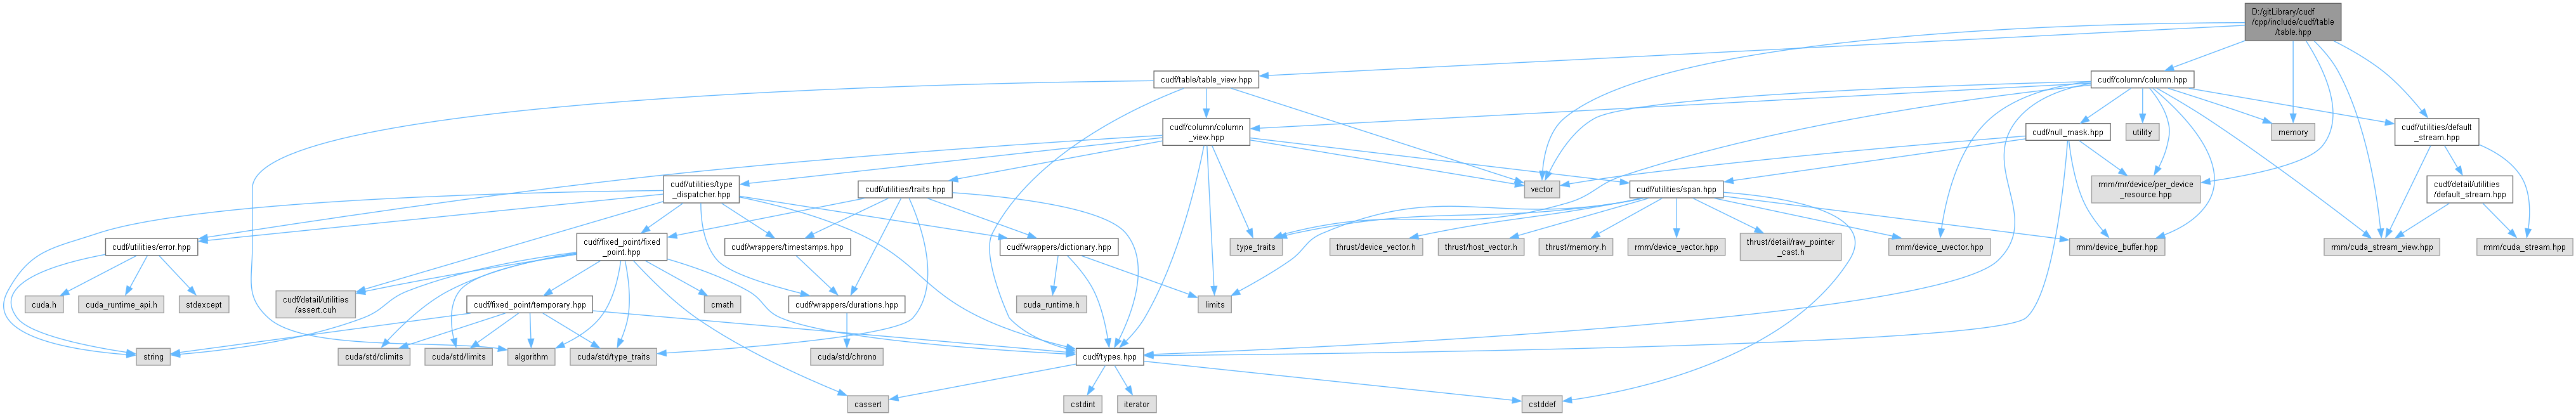 D:/gitLibrary/cudf
/cpp/include/cudf/table
/table.hpp
cudf/table/table_view.hpp
cudf/column/column.hpp
cudf/column/column
_view.hpp
cudf/null_mask.hpp
utility
memory
cudf/utilities/default
_stream.hpp
cudf/utilities/type
_dispatcher.hpp
cudf/utilities/traits.hpp
vector
cudf/utilities/span.hpp
rmm/mr/device/per_device
_resource.hpp
cudf/detail/utilities
/default_stream.hpp
cudf/utilities/error.hpp
cudf/fixed_point/fixed
_point.hpp
cudf/wrappers/timestamps.hpp
cudf/wrappers/dictionary.hpp
type_traits
thrust/device_vector.h
thrust/host_vector.h
thrust/memory.h
rmm/device_vector.hpp
thrust/detail/raw_pointer
_cast.h
rmm/device_uvector.hpp
rmm/device_buffer.hpp
rmm/cuda_stream_view.hpp
rmm/cuda_stream.hpp
cuda.h
cuda_runtime_api.h
stdexcept
cudf/detail/utilities
/assert.cuh
cudf/fixed_point/temporary.hpp
cmath
cudf/wrappers/durations.hpp
cuda_runtime.h
limits
string
cuda/std/climits
cuda/std/limits
algorithm
cuda/std/type_traits
cuda/std/chrono
cudf/types.hpp
cassert
cstdint
iterator
cstddef